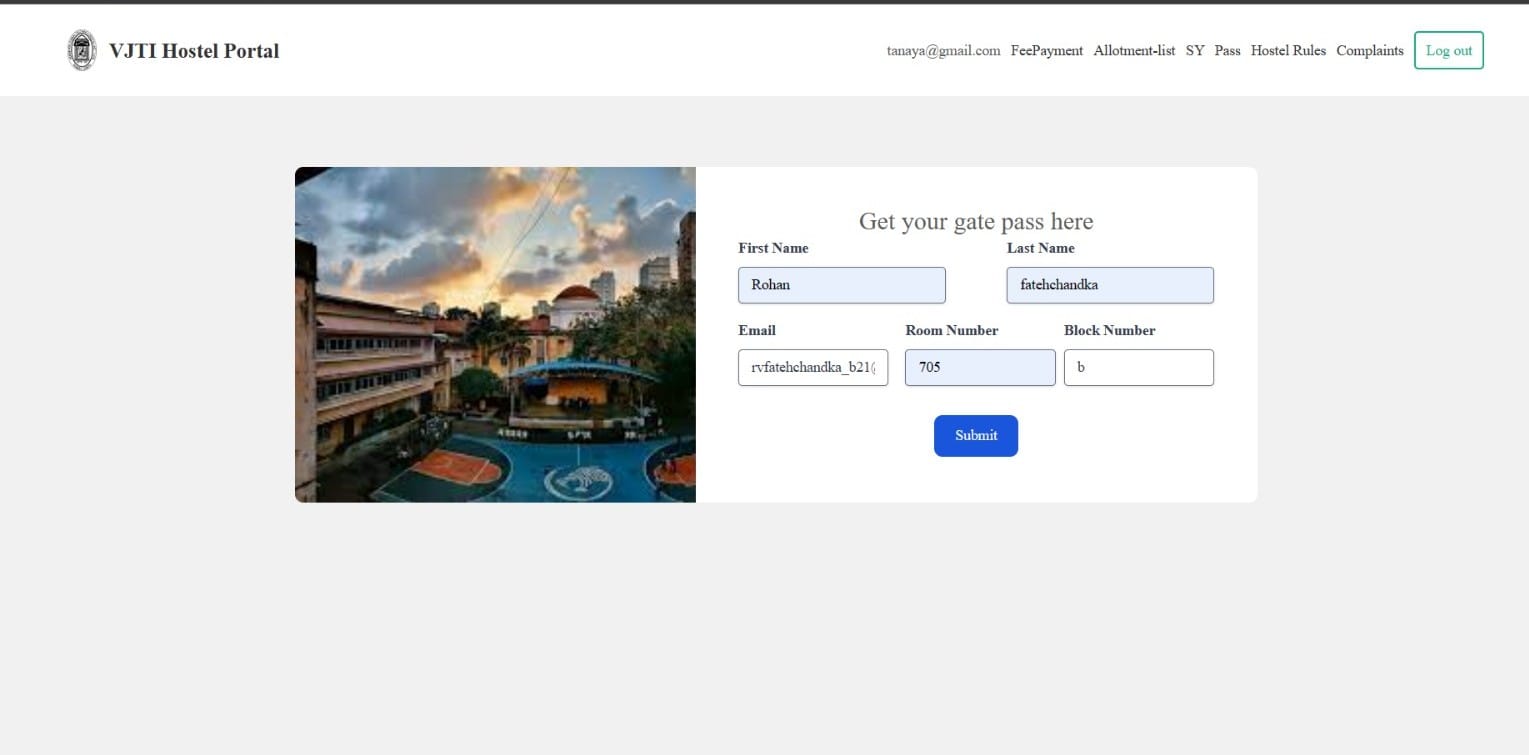 VJTI Hostel Portal
tanaya@gmail.com FeePayment Allotment-list SY Pass Hostel Rules Complaints Log out
Get your gate pass here
First Name Last Name
Rohan fatehchandka
Email Room Number Block Number
rvfatehchandka_b21( 705 b
Submit